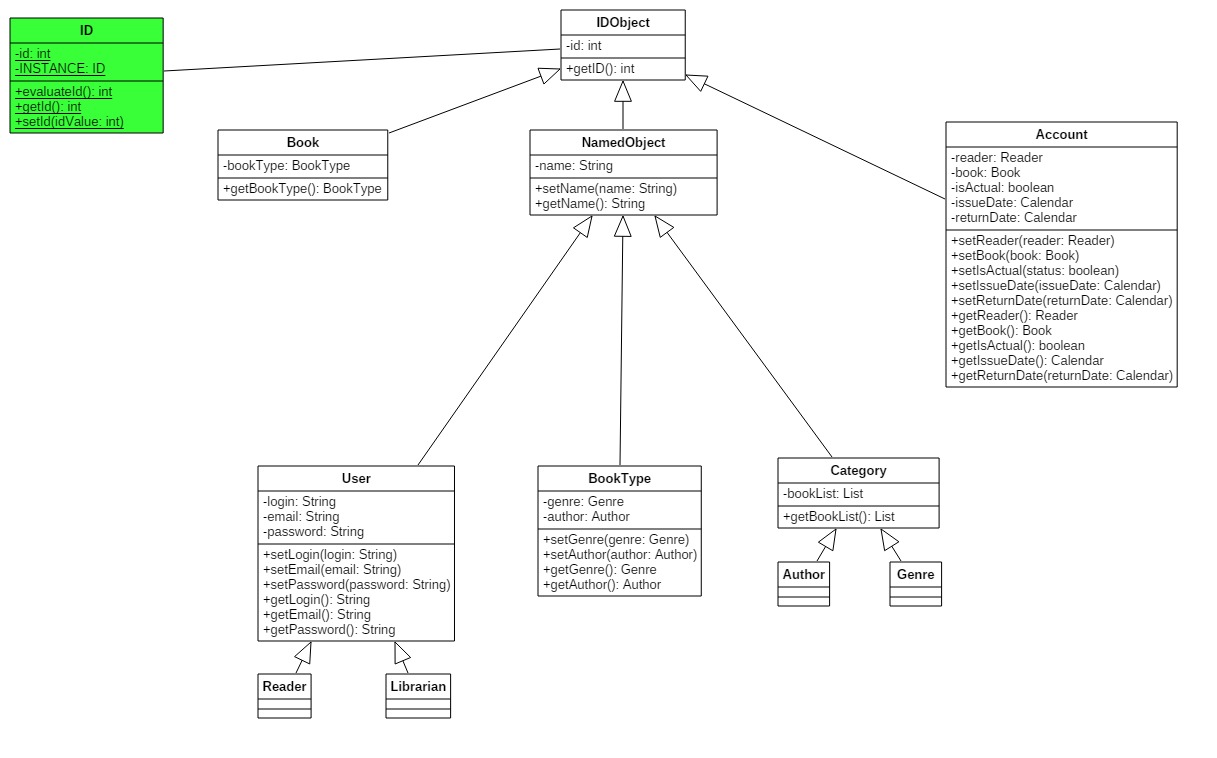 ID
-id: int
-INSTANCE: ID
+evaluateId(): int
+getId(): int
+setId(idValue: int)
IDObject
-id: int
+getID(): int
Book
-bookType: BookType
+getBookType(): BookType
NamedObject
-name: String
+setName(name: String)
+getName(): String
Account
-reader: Reader
-book: Book
-isActual: boolean
-issueDate: Calendar
-returnDate: Calendar
+setReader(reader: Reader)
+setBook(book: Book)
+setIsActual(status: boolean)
+setIssueDate(issueDate: Calendar)
+setReturnDate(returnDate: Calendar)
+getReader(): Reader
+getBook(): Book
+getIsActual(): boolean
+getIssueDate(): Calendar
+getReturnDate(returnDate: Calendar)
User
-login: String
-email: String
-password: String
+setLogin(login: String)
+setEmail(email: String)
+setPassword(password: String)
+getLogin(): String
+getEmail(): String
+getPassword(): String
BookType
-genre: Genre
-author: Author
+setGenre(genre: Genre)
+setAuthor(author: Author)
+getGenre(): Genre
+getAuthor(): Author
Category
-bookList: List
+getBookList(): List
Author
Genre
Reader
Librarian